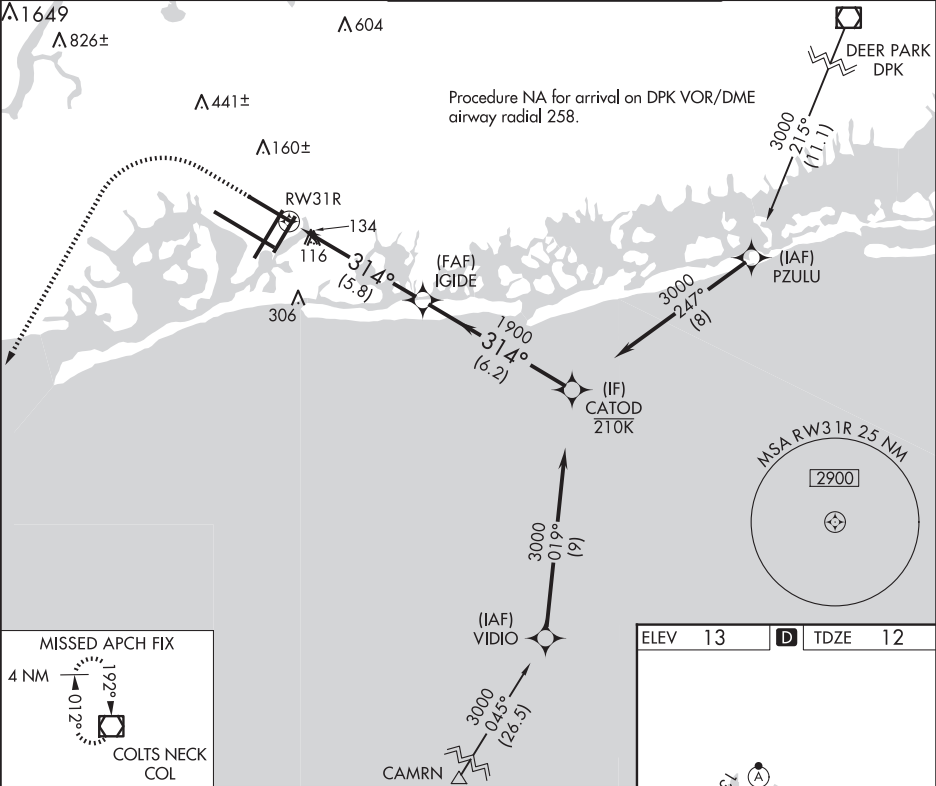 1649
826±
604
DEER PARK
DPK
441±
Procedure NA for arrival on DPK VOR/DME
airway radial 258.
3000
215°
(11.1)
160±
RW31R
134
116
314°
(5.8)
(FAF)
IGIDE
(IAF)
PZULU
306
3000
247°
(8)
1900
314°
(6.2)
(IF)
CATOD
210K
MSA RW31R 25 NM
2900
3000
019°
(9)
(IAF)
VIDIO
MISSED APCH FIX
4 NM
192°
012°
COLTS NECK
COL
3000
045°
(26.5)
CAMRN
ELEV 13 D TDZE 12
A